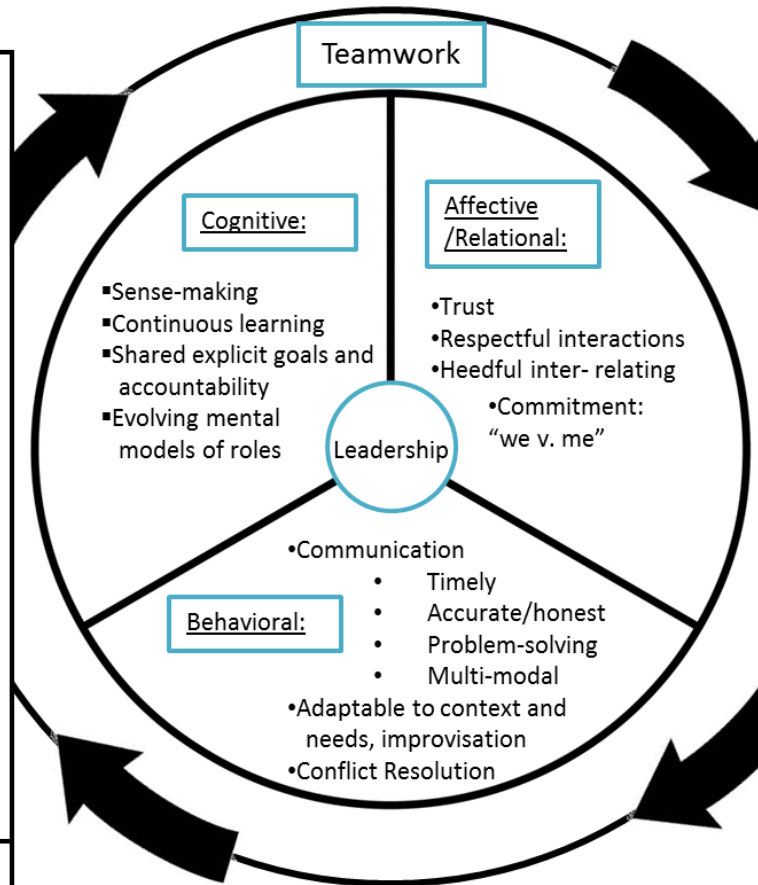 Teamwork
Cognitive:
▪Sense-making
▪Continuous learning
▪Shared explicit goals and
accountability
▪Evolving mental
models of roles
Affective
/Relational:
•Trust
•Respectful interactions
•Heedful inter- relating
•Commitment:
“we v. me”
Leadership
Behavioral:
•Communication
• Timely
• Accurate/honest
• Problem-solving
• Multi-modal
•Adaptable to context and
needs, improvisation
•Conflict Resolution